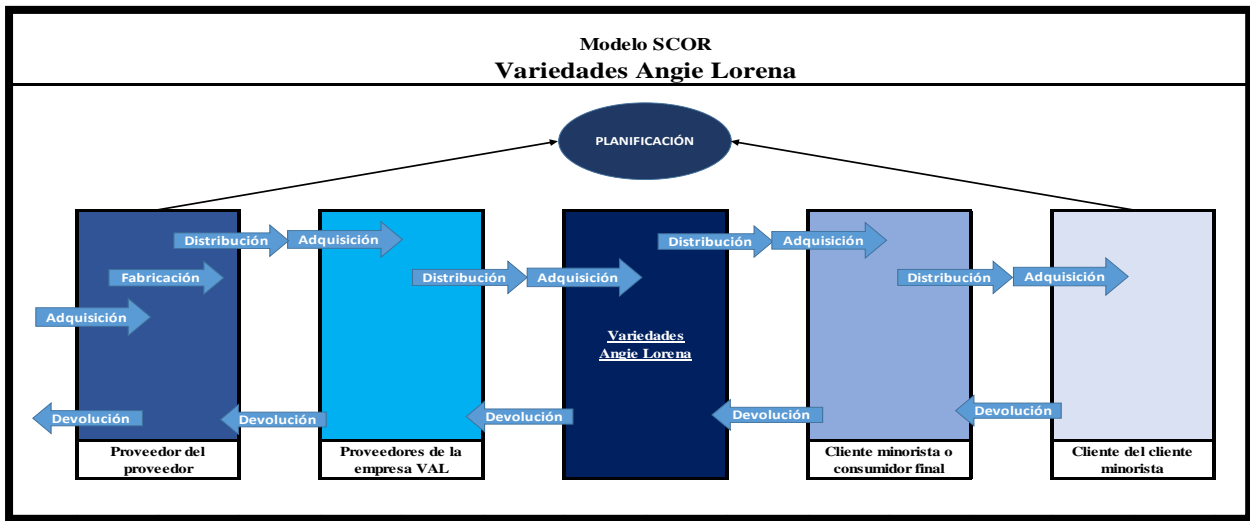 Modelo SCOR
Variedades Angie Lorena
PLANIFICACIÓN
Distribución
Adquisición
Distribución
Adquisición
Fabricación
Distribución
Adquisición
Distribución
Adquisición
Adquisición
Variedades
Angie Lorena
Devolución
Devolución
Devolución
Devolución
Devolución
Proveedor del
proveedor
Proveedores de la
empresa VAL
Cliente minorista o
consumidor final
Cliente del cliente
minorista